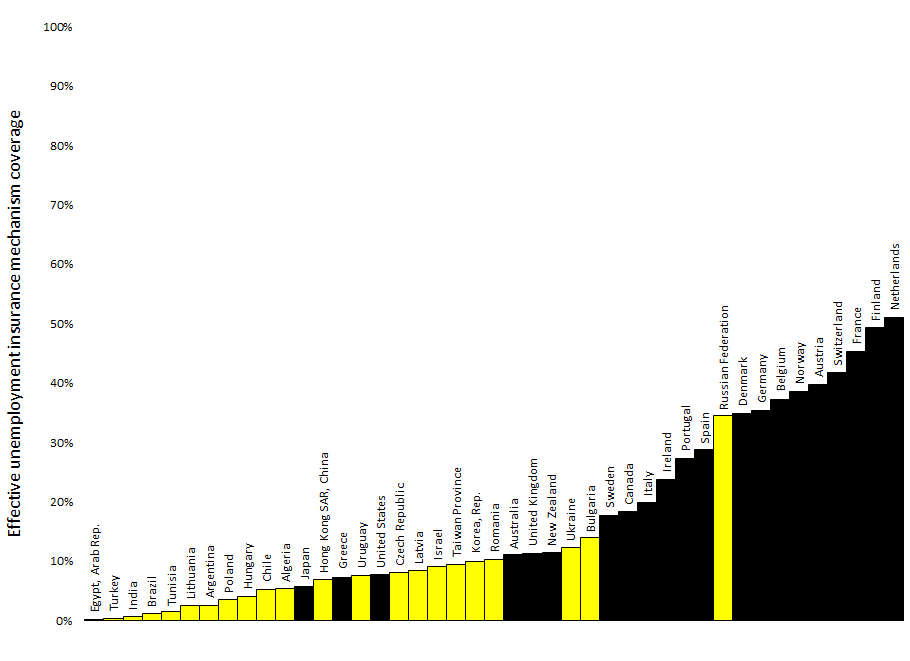 Effective unemployment insurance mechanism coverage
100%
90%
80%
70%
60%
50%
40%
30%
20%
10%
0%
Egypt, Arab Rep.
Turkey
India
Brazil
Tunisia
Lithuania
Argentina
Poland
Hungary
Chile
Algeria
Japan
Hong Kong SAR, China
Greece
Uruguay
United States
Czech Republic
Latvia
Israel
Taiwan Province
Korea, Rep.
Romania
Australia
United Kingdom
New Zealand
Ukraine
Bulgaria
Sweden
Canada
Italy
Ireland
Portugal
Spain
Russian Federation
Denmark
Germany
Belgium
Norway
Austria
Switzerland
France
Finland
Netherlands